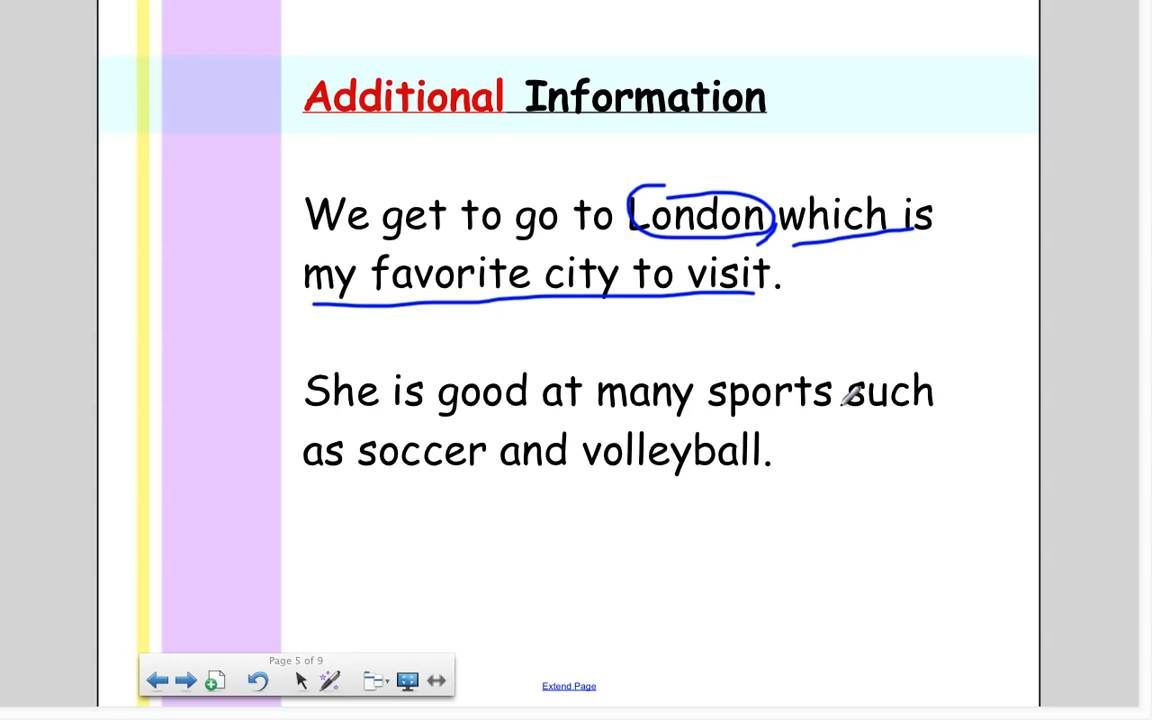 Additional Information
We get to go to London, which is
my favorite city to visit.
She is good at many sports such
as soccer and volleyball.
Page 5 of 9
Extend Page